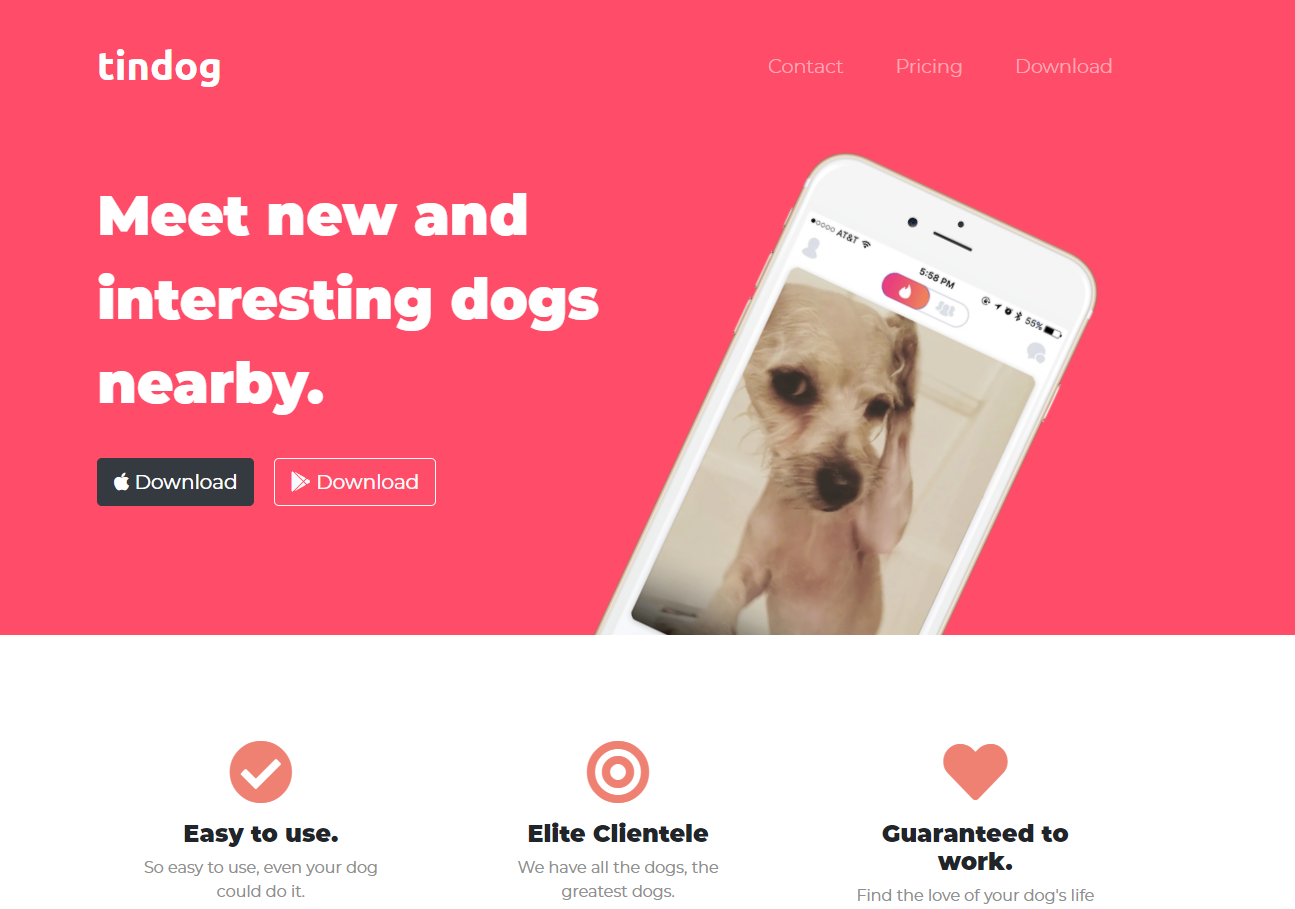 tindog
Contact Pricing Download
Meet new and
interesting dogs
nearby.
Download Download
AT&T
5:58 PM
55%
Easy to use.
So easy to use, even your dog
could do it.
Elite Clientele
We have all the dogs, the
greatest dogs.
Guaranteed to
work.
Find the love of your dog's life